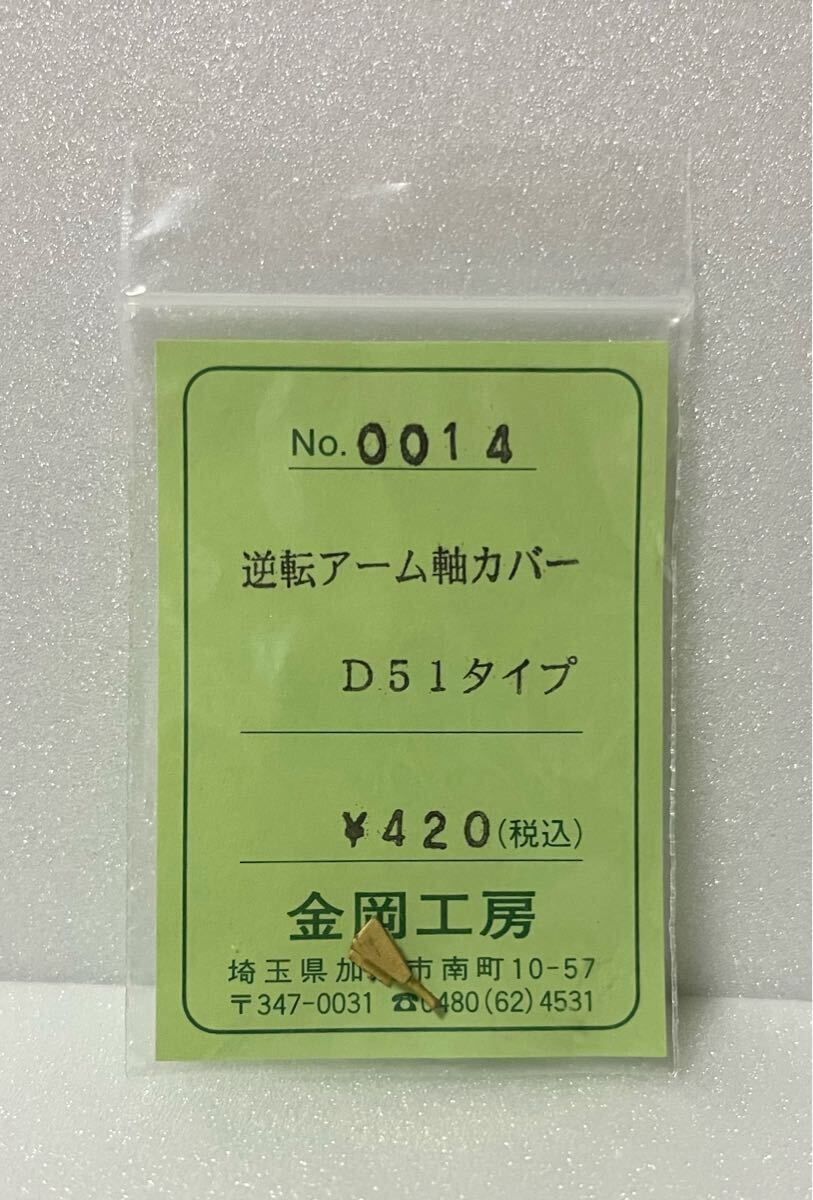 No. 0014
逆転アーム軸カバー
D51タイプ
¥420(税込)
金岡工房
埼玉県加 市南町10-57
〒347-0031 ☎0480(62)4531